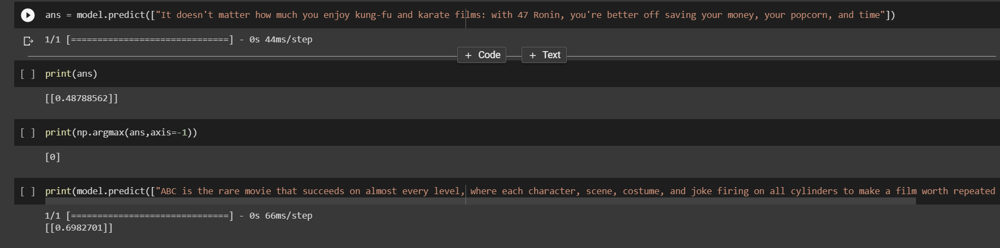 ans = model.predict(["It doesn't matter how much you enjoy kung-fu and karate films: with 47 Ronin, you're better off saving your money, your popcorn, and time"])
1/1 [==============================] - 0s 44ms/step
+ Code + Text
[ ] print(ans)
[[0.48788562]]
[ ] print(np.argmax(ans,axis=-1))
[0]
[ ] print(model.predict(["ABC is the rare movie that succeeds on almost every level, where each character, scene, costume, and joke firing on all cylinders to make a film worth repeated
1/1 [==============================] - 0s 66ms/step
[[0.6982701]]